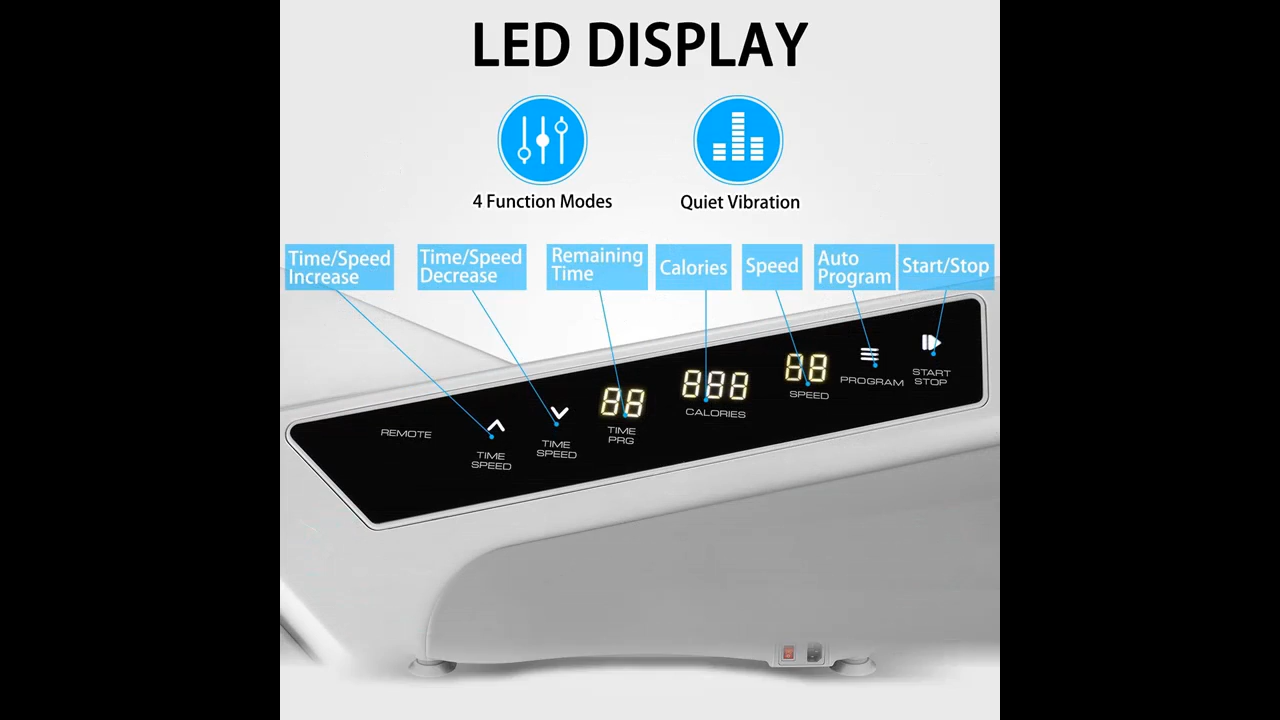 LED DISPLAY
4 Function Modes
Quiet Vibration
Time/Speed
Increase
Time/Speed
Decrease
Remaining
Time
Calories
Speed
Auto
Program
Start/Stop
REMOTE
TIME
SPEED
TIME
SPEED
88
TIME
PRG
888
CALORIES
88
SPEED
PROGRAM
START
STOP